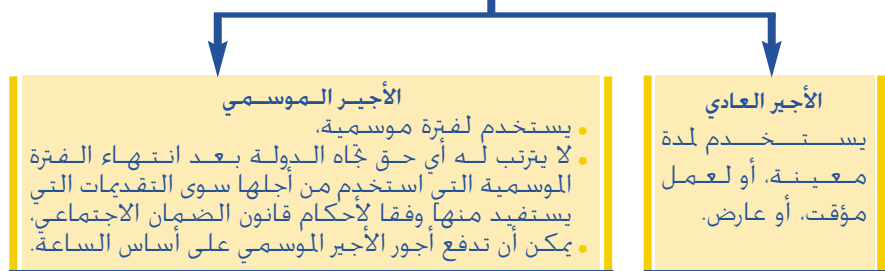 الأجير العادي
يستخدم لمدة
معينة، أو لعمل
مؤقت، أو عارض.
الأجير الموسمي
• يستخدم لفترة موسمية.
• لا يترتب له أي حق تجاه الدولة بعد انتهاء الفترة
الموسمية التي استخدم من أجلها سوى التقديمات التي
يستفيد منها وفقا لأحكام قانون الضمان الاجتماعي.
• يمكن أن تدفع أجور الأجير الموسمي على أساس الساعة.